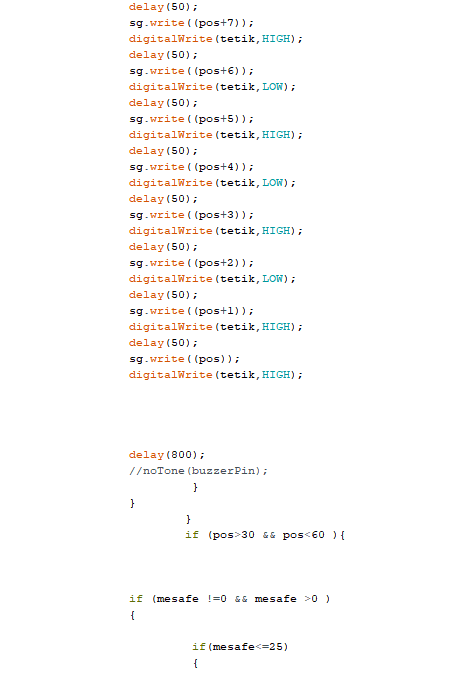 delay(50);
sg.write((pos+7));
digitalWrite(tetik,HIGH);
delay(50);
sg.write((pos+6));
digitalWrite(tetik,LOW);
delay(50);
sg.write((pos+5));
digitalWrite(tetik,HIGH);
delay(50);
sg.write((pos+4));
digitalWrite(tetik,LOW);
delay(50);
sg.write((pos+3));
digitalWrite(tetik,HIGH);
delay(50);
sg.write((pos+2));
digitalWrite(tetik,LOW);
delay(50);
sg.write((pos+1));
digitalWrite(tetik,HIGH);
delay(50);
sg.write((pos));
digitalWrite(tetik,HIGH);
delay(800);
//noTone(buzzerPin);
}
}
}
if (pos>30 && pos<60 ){
if (mesafe !=0 && mesafe >0 )
{
if(mesafe<=25)
{